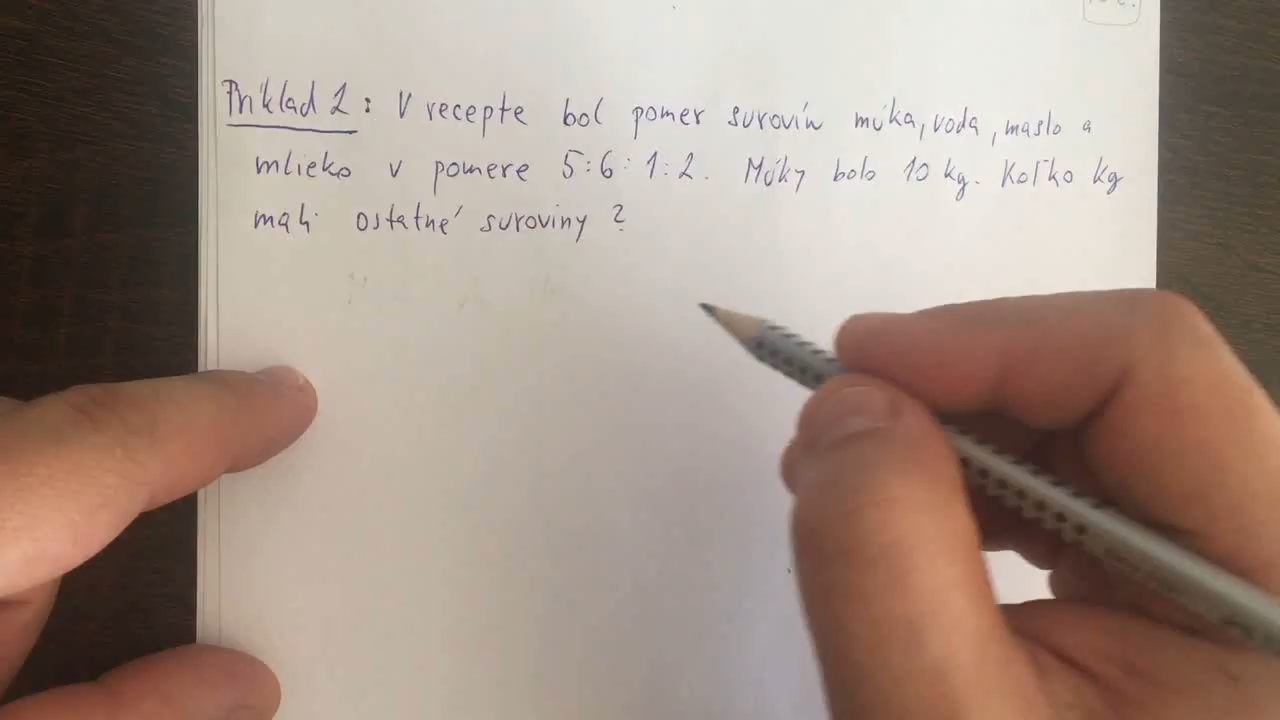 Príklad 2: V recepte bol pomer surovín múka, voda, maslo a
mlieko v pomere 5:6:1:2. Múky bolo 10 kg. Koľko kg
mali ostatné suroviny?